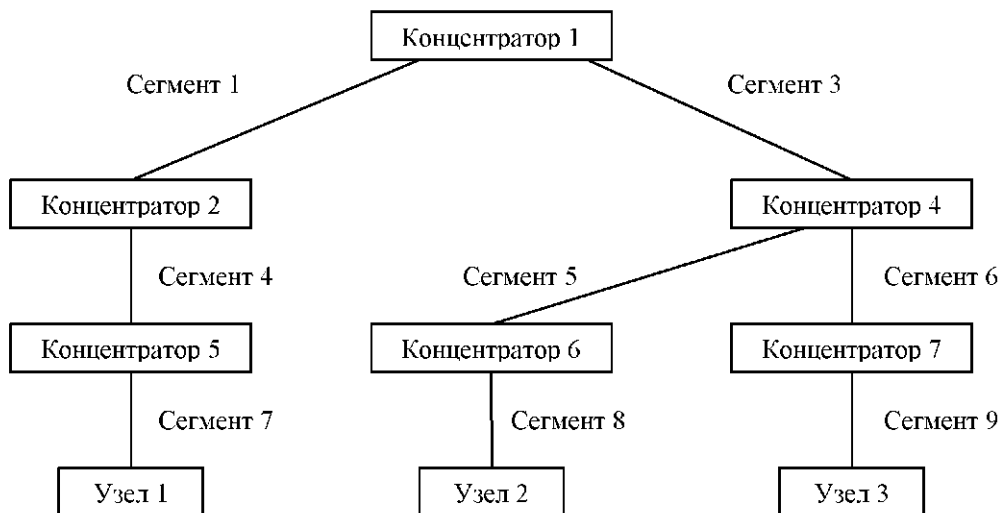 Концентратор 1
Сегмент 1
Сегмент 3
Концентратор 2
Концентратор 4
Сегмент 4
Сегмент 5
Сегмент 6
Концентратор 5
Концентратор 6
Концентратор 7
Сегмент 7
Сегмент 8
Сегмент 9
Узел 1
Узел 2
Узел 3